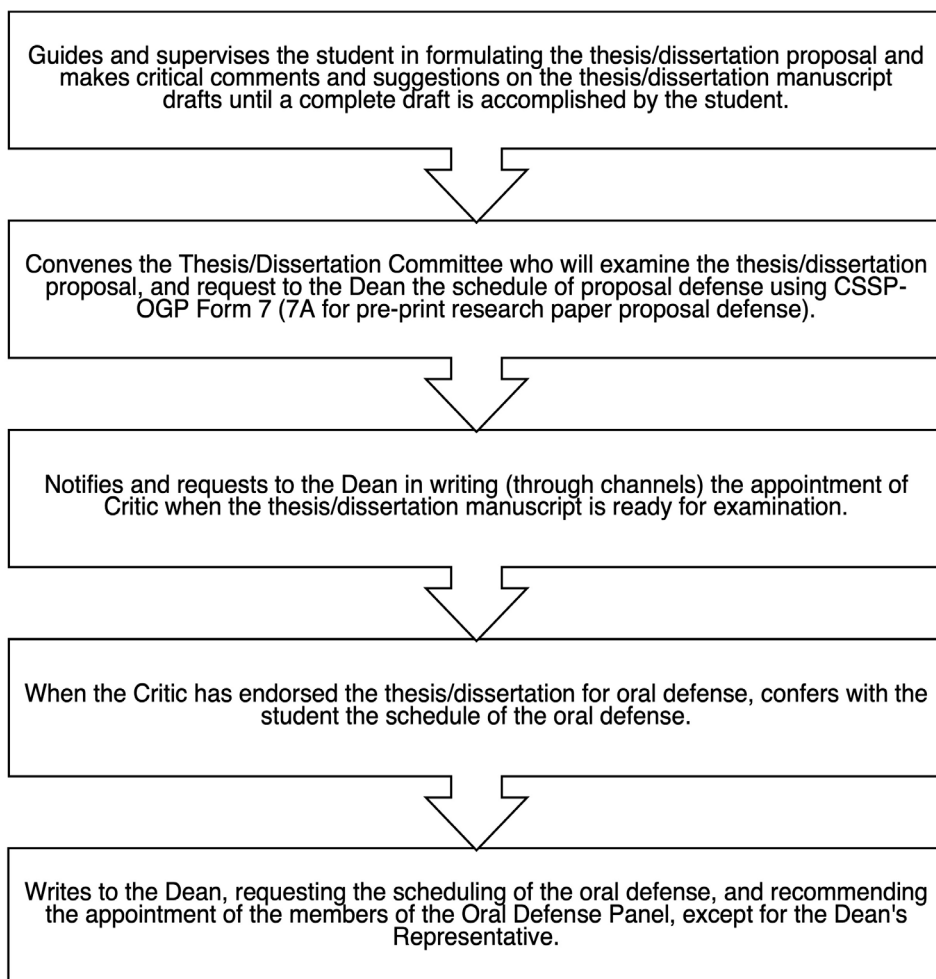 Guides and supervises the student in formulating the thesis/dissertation proposal and
makes critical comments and suggestions on the thesis/dissertation manuscript
drafts until a complete draft is accomplished by the student.
Convenes the Thesis/Dissertation Committee who will examine the thesis/dissertation
proposal, and request to the Dean the schedule of proposal defense using CSSP-
OGP Form 7 (7A for pre-print research paper proposal defense).
Notifies and requests to the Dean in writing (through channels) the appointment of
Critic when the thesis/dissertation manuscript is ready for examination.
When the Critic has endorsed the thesis/dissertation for oral defense, confers with the
student the schedule of the oral defense.
Writes to the Dean, requesting the scheduling of the oral defense, and recommending
the appointment of the members of the Oral Defense Panel, except for the Dean's
Representative.